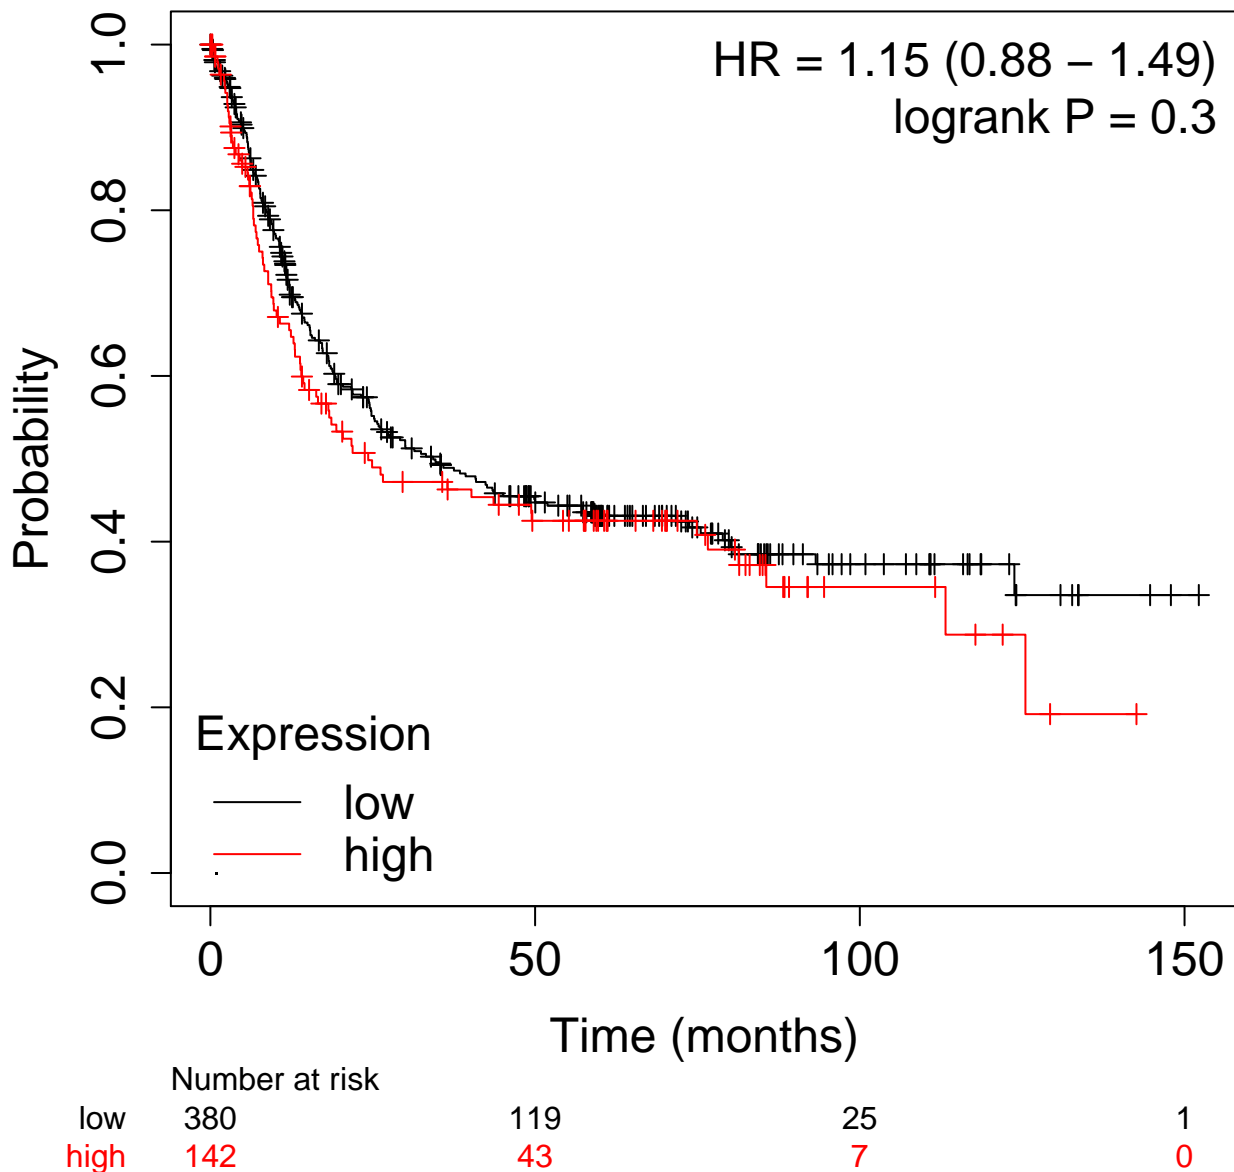 HR = 1.15 (0.88 − 1.49)
logrank P = 0.3
1.0
0.8
0.6
0.4
0.2
0.0
Probability
Expression
low
high
0 50 100 150
Time (months)
Number at risk
low 380 119 25 1
high 142 43 7 0